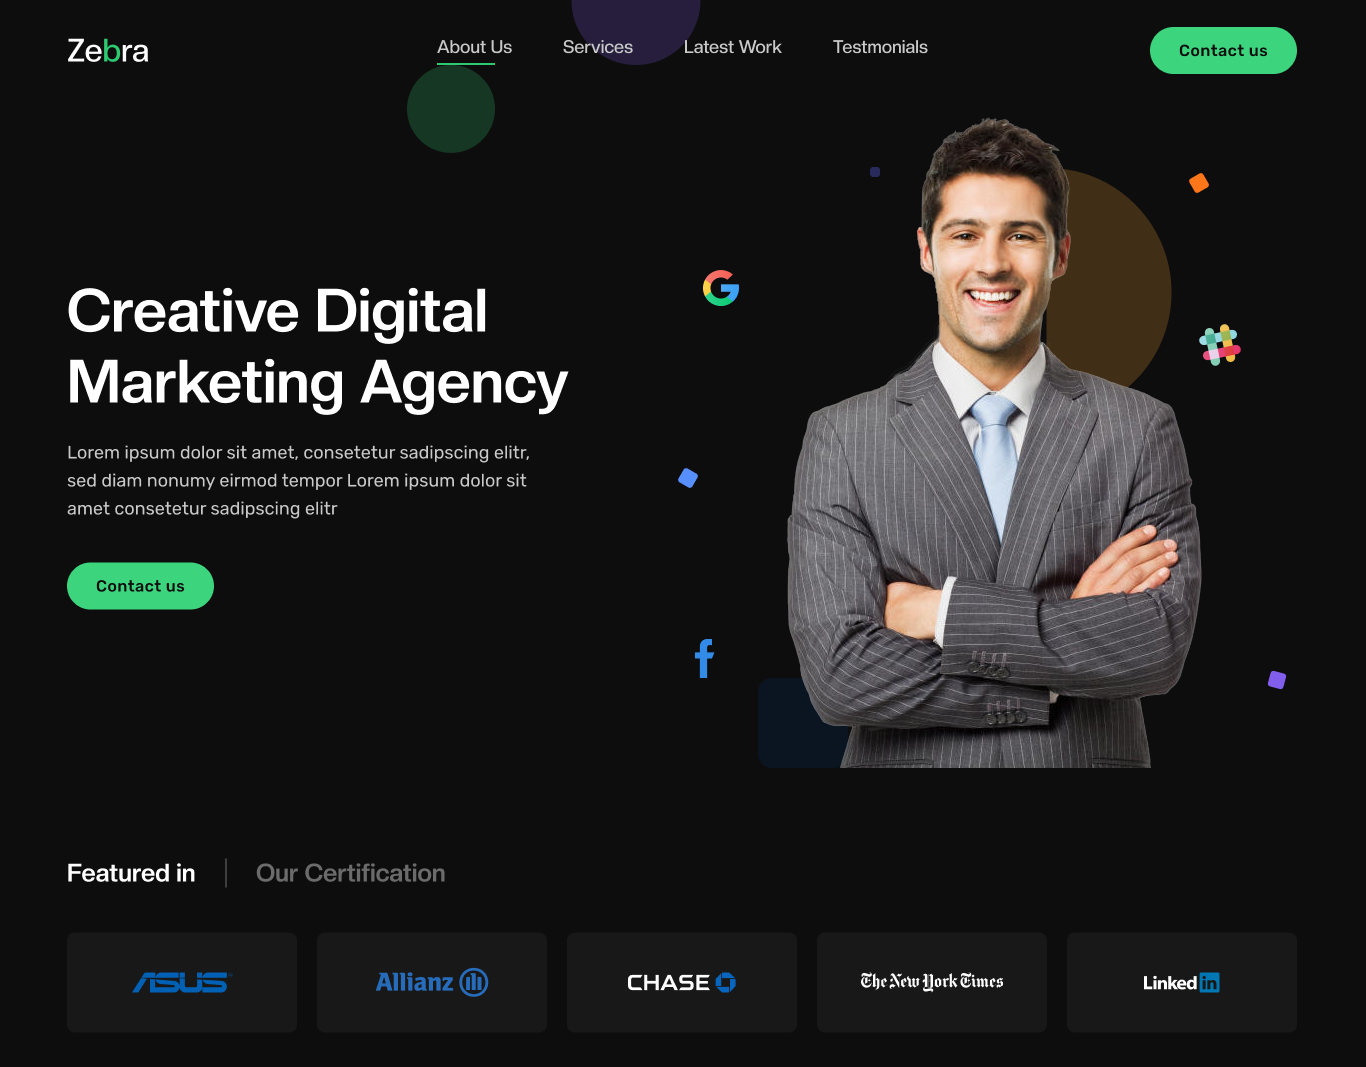 Zebra
About Us
Services
Latest Work
Testmonials
Contact us
Creative Digital
Marketing Agency
Lorem ipsum dolor sit amet, consetetur sadipscing elitr,
sed diam nonumy eirmod tempor Lorem ipsum dolor sit
amet consetetur sadipscing elitr
Contact us
Featured in
Our Certification
ASUS
Allianz
CHASE
The New York Times
Linked in